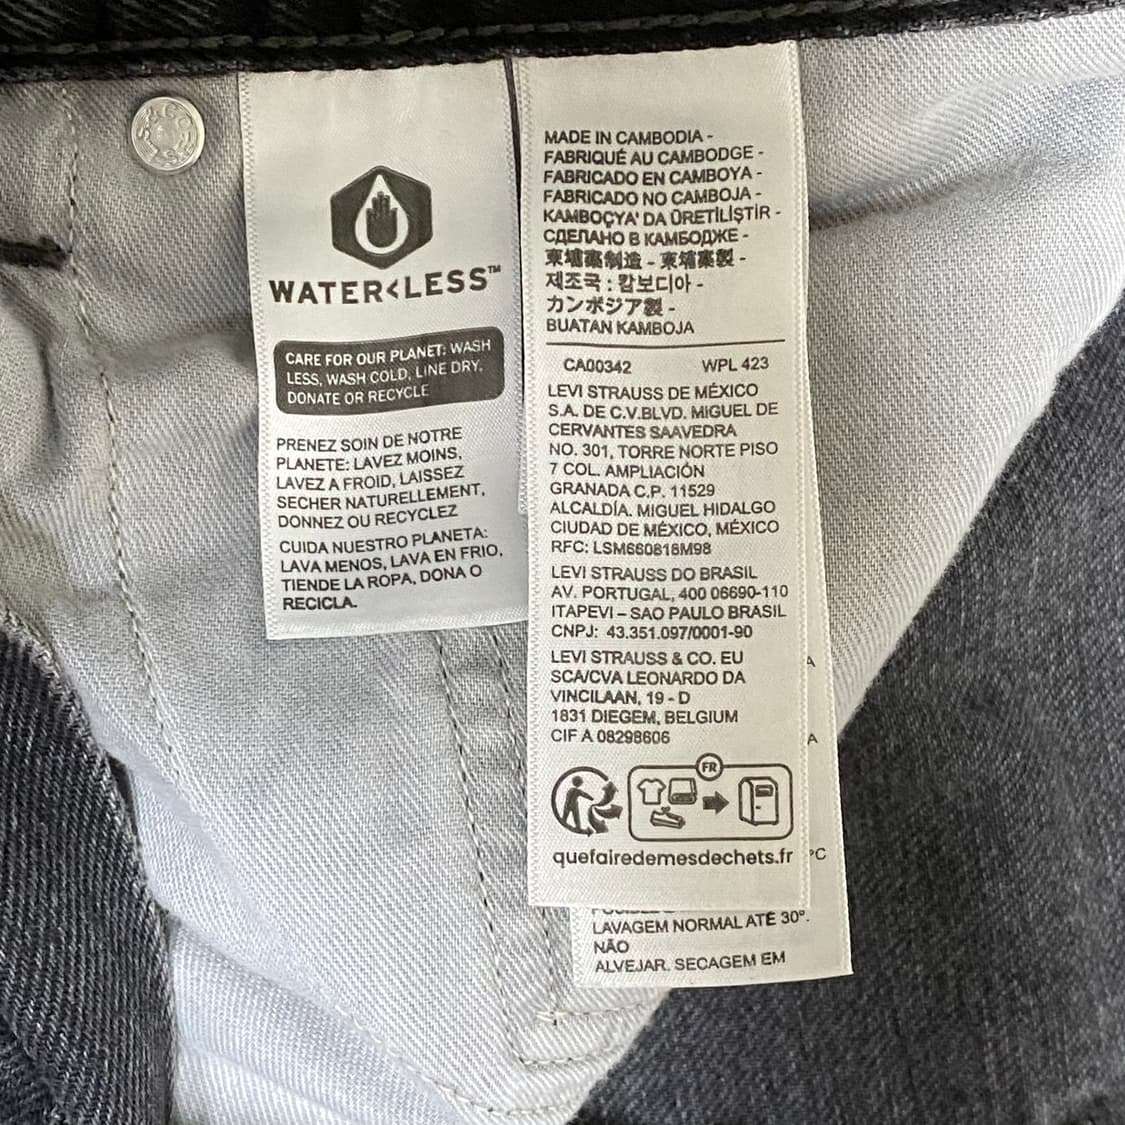 WATER<LESS™
CARE FOR OUR PLANET: WASH
LESS, WASH COLD, LINE DRY,
DONATE OR RECYCLE
PRENEZ SOIN DE NOTRE
PLANETE: LAVEZ MOINS,
LAVEZ A FROID, LAISSEZ
SECHER NATURELLEMENT,
DONNEZ OU RECYCLEZ
CUIDA NUESTRO PLANETA:
LAVA MENOS, LAVA EN FRIO,
TIENDE LA ROPA, DONA O
RECICLA.
MADE IN CAMBODIA -
FABRIQUÉ AU CAMBODGE -
FABRICADO EN CAMBOYA -
FABRICADO NO CAMBOJA -
KAMBOÇYA' DA ÜRETİLİŞTİR -
СДЕЛАНО В КАМБОДЖЕ -
柬埔寨制造 - 柬埔寨製 -
제조국 : 캄보디아 -
カンボジア製 -
BUATAN KAMBOJA
CA00342 WPL 423
LEVI STRAUSS DE MÉXICO
S.A. DE C.V.BLVD. MIGUEL DE
CERVANTES SAAVEDRA
NO. 301, TORRE NORTE PISO
7 COL. AMPLIACIÓN
GRANADA C.P. 11529
ALCALDÍA. MIGUEL HIDALGO
CIUDAD DE MÉXICO, MÉXICO
RFC: LSM660818M98
LEVI STRAUSS DO BRASIL
AV. PORTUGAL, 400 06690-110
ITAPEVI – SAO PAULO BRASIL
CNPJ: 43.351.097/0001-90
LEVI STRAUSS & CO. EU
SCA/CVA LEONARDO DA
VINCILAAN, 19 - D
1831 DIEGEM, BELGIUM
CIF A 08298606
FR
quefairedemesdechets.fr
A
A
°C
LAVAGEM NORMAL ATÉ 30°.
NÃO
ALVEJAR. SECAGEM EM